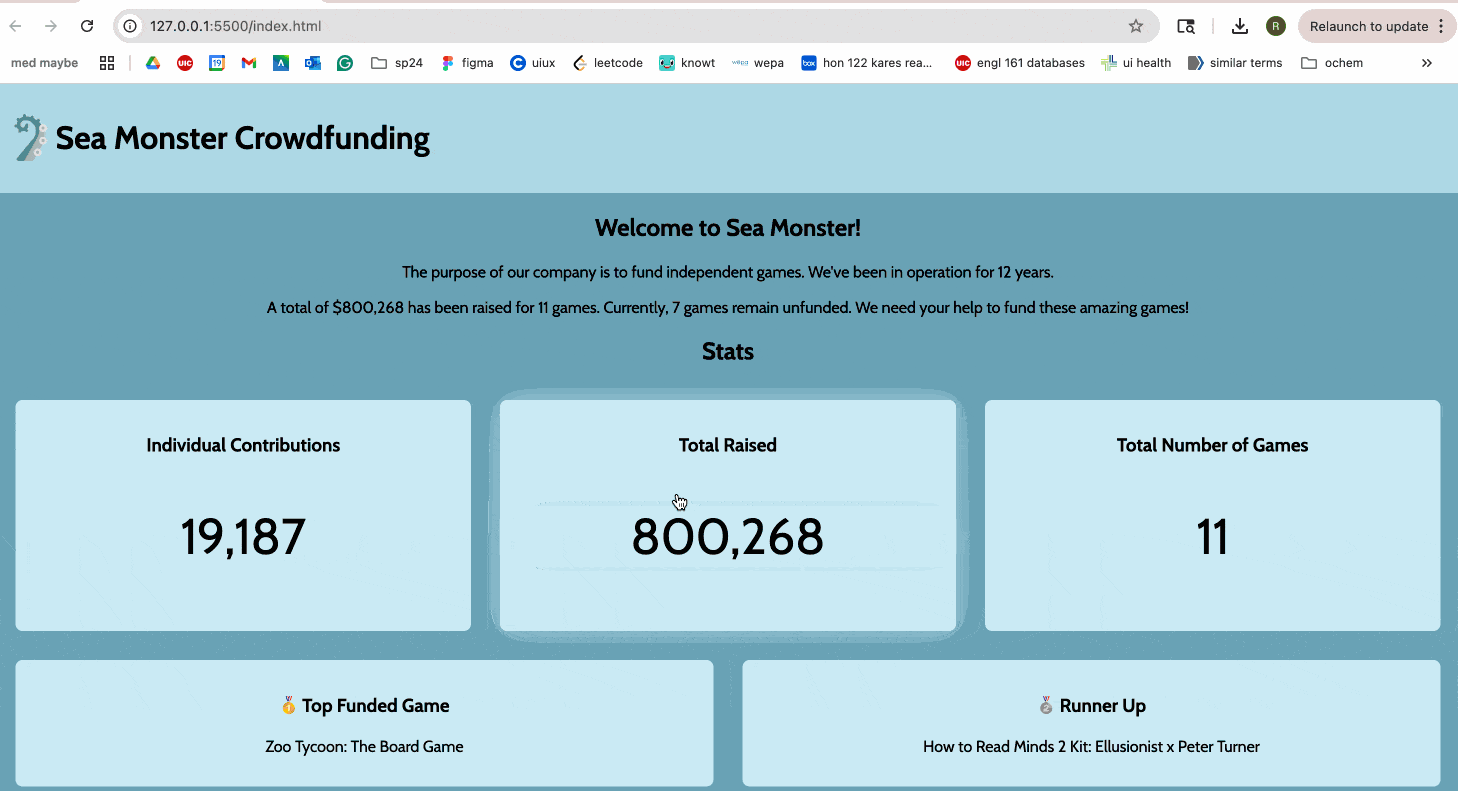 127.0.0.1:5500/index.html
R
Relaunch to update
med maybe
UIC
19
sp24
figma
uiux
leetcode
knowt
wepa
wepa
box
hon 122 kares rea...
UIC
engl 161 databases
ui health
similar terms
ochem
Sea Monster Crowdfunding
Welcome to Sea Monster!
The purpose of our company is to fund independent games. We've been in operation for 12 years.
A total of $800,268 has been raised for 11 games. Currently, 7 games remain unfunded. We need your help to fund these amazing games!
Stats
Individual Contributions
Total Raised
Total Number of Games
19,187
800,268
11
🥇 Top Funded Game
🥈 Runner Up
Zoo Tycoon: The Board Game
How to Read Minds 2 Kit: Ellusionist x Peter Turner